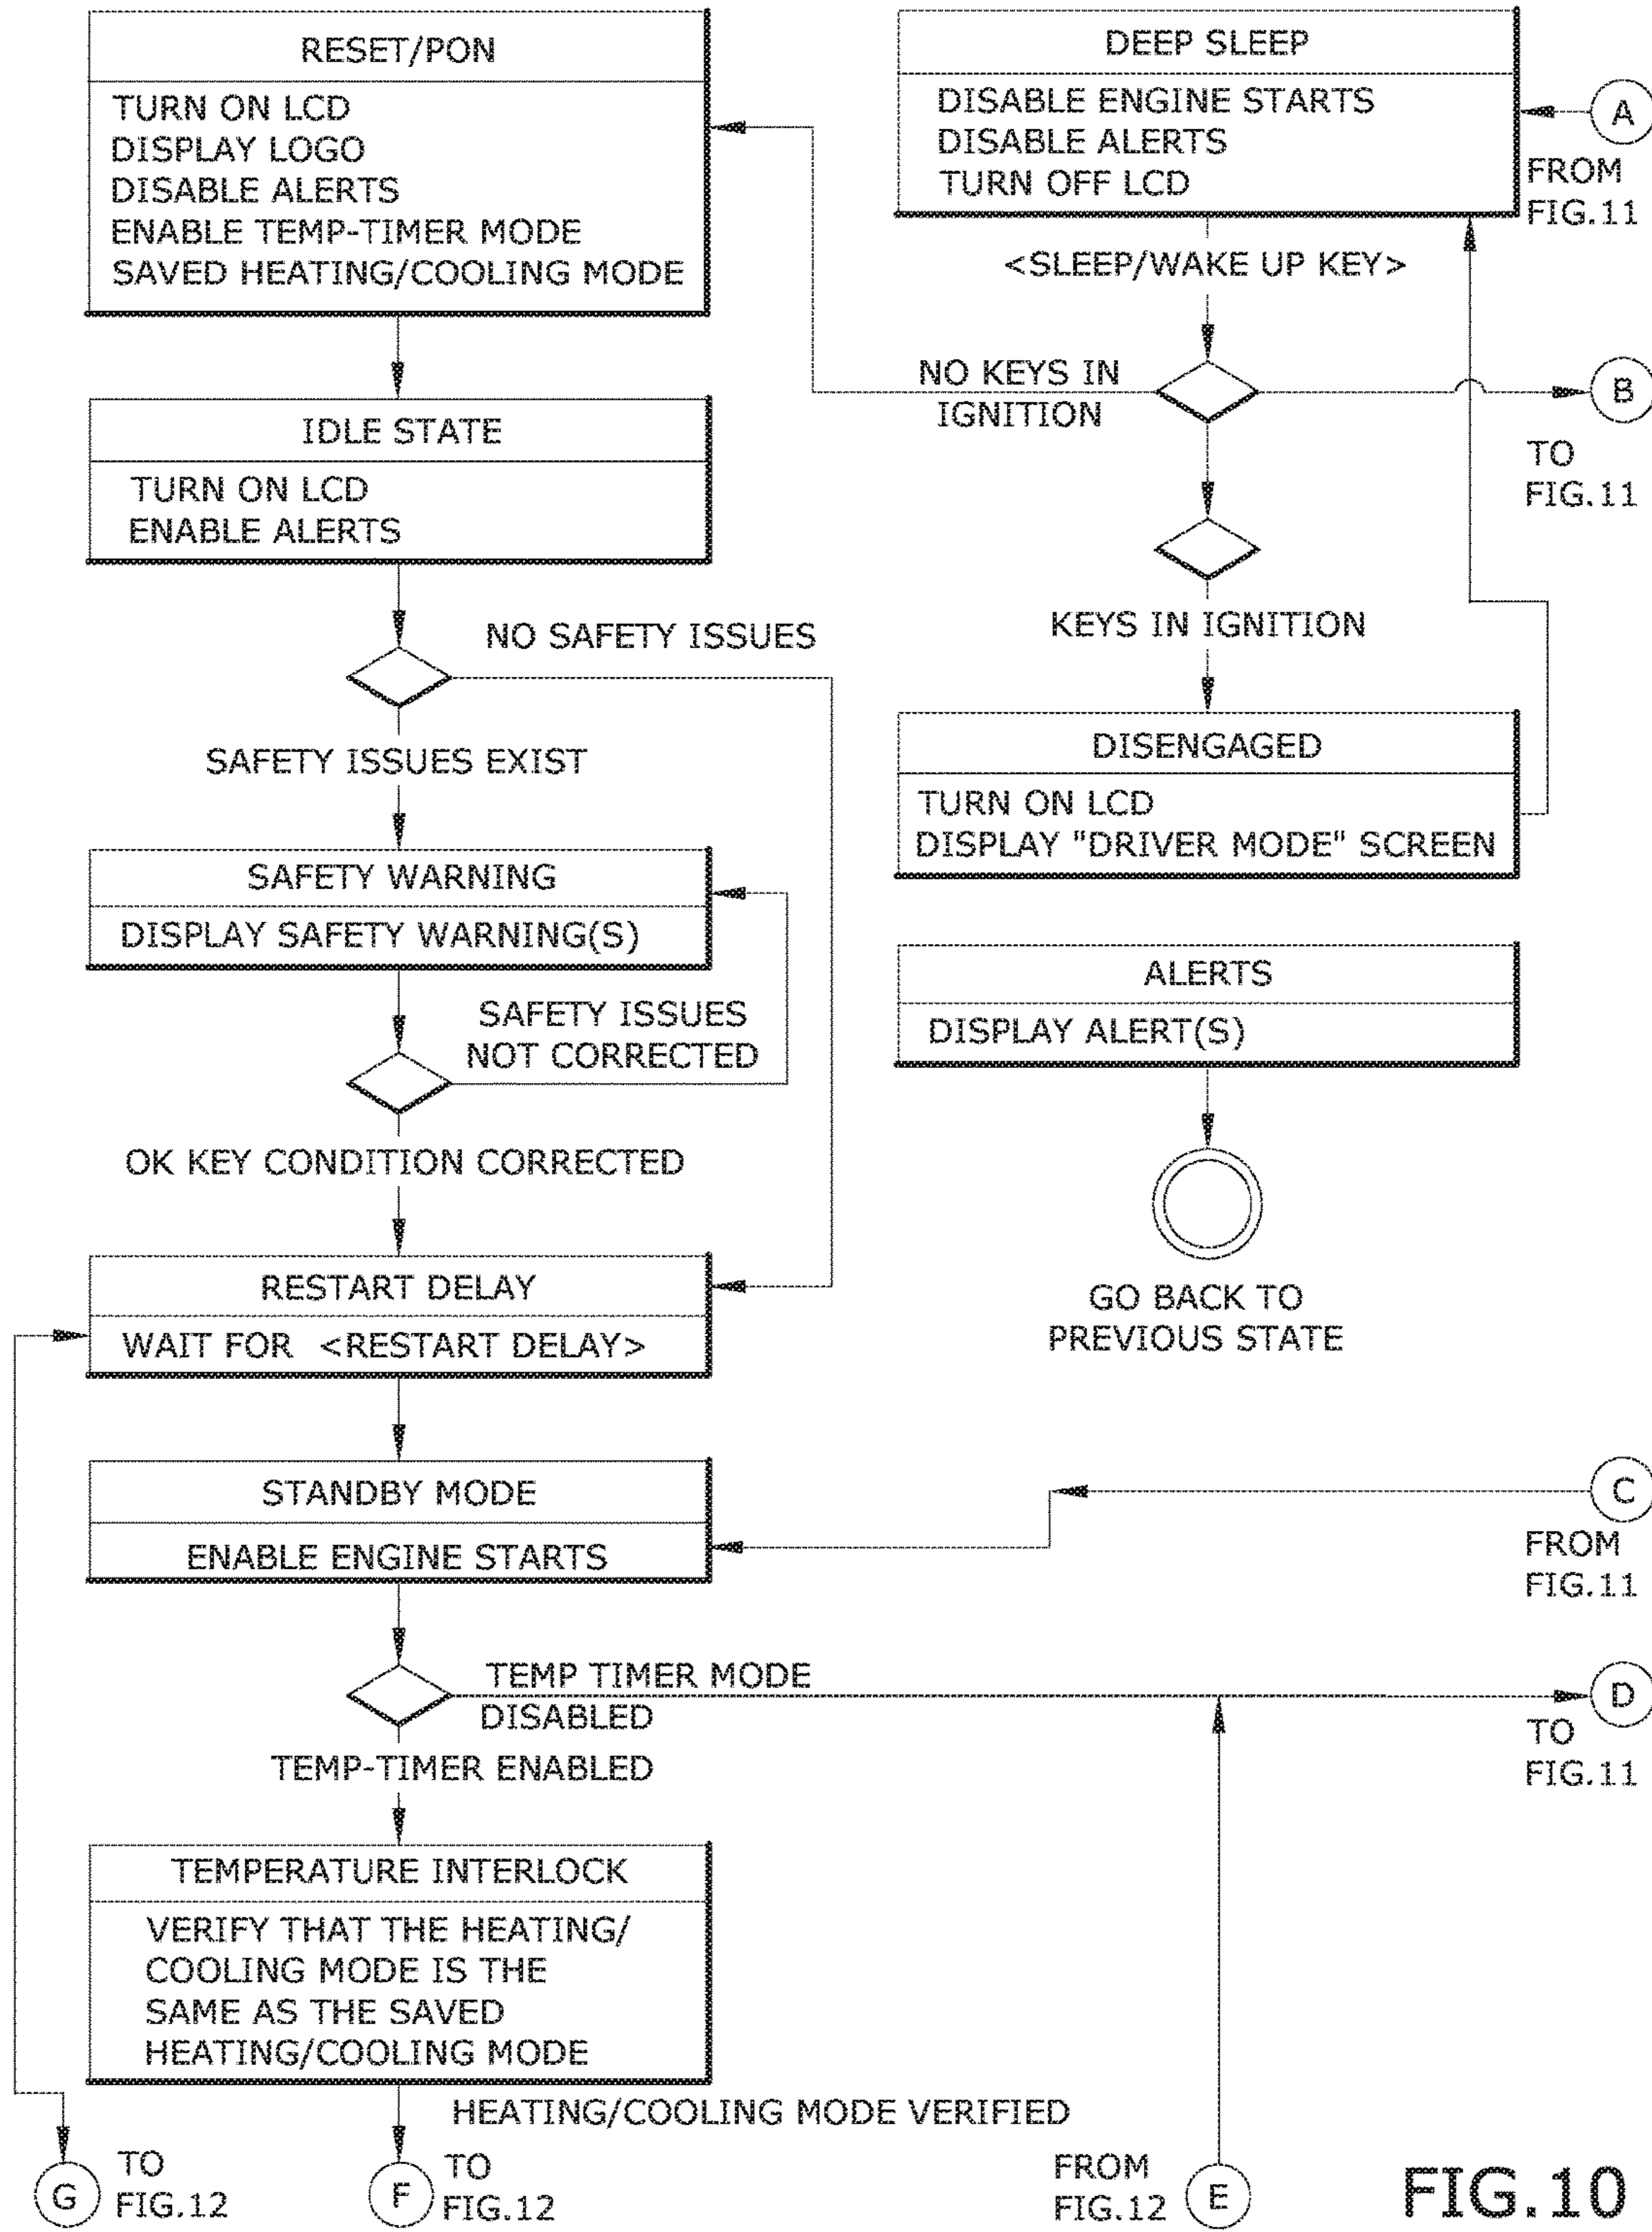 RESET/PON
TURN ON LCD
DISPLAY LOGO
DISABLE ALERTS
ENABLE TEMP-TIMER MODE
SAVED HEATING/COOLING MODE
IDLE STATE
TURN ON LCD
ENABLE ALERTS
NO SAFETY ISSUES
SAFETY ISSUES EXIST
SAFETY WARNING
DISPLAY SAFETY WARNING(S)
SAFETY ISSUES
NOT CORRECTED
OK KEY CONDITION CORRECTED
RESTART DELAY
WAIT FOR <RESTART DELAY>
STANDBY MODE
ENABLE ENGINE STARTS
TEMP TIMER MODE
DISABLED
TEMP-TIMER ENABLED
TEMPERATURE INTERLOCK
VERIFY THAT THE HEATING/
COOLING MODE IS THE
SAME AS THE SAVED
HEATING/COOLING MODE
HEATING/COOLING MODE VERIFIED
G
TO
FIG.12
F
TO
FIG.12
DEEP SLEEP
DISABLE ENGINE STARTS
DISABLE ALERTS
TURN OFF LCD
A
FROM
FIG.11
<SLEEP/WAKE UP KEY>
NO KEYS IN
IGNITION
B
TO
FIG.11
KEYS IN IGNITION
DISENGAGED
TURN ON LCD
DISPLAY "DRIVER MODE" SCREEN
ALERTS
DISPLAY ALERT(S)
GO BACK TO
PREVIOUS STATE
C
FROM
FIG.11
D
TO
FIG.11
FROM
FIG.12
E
FIG.10